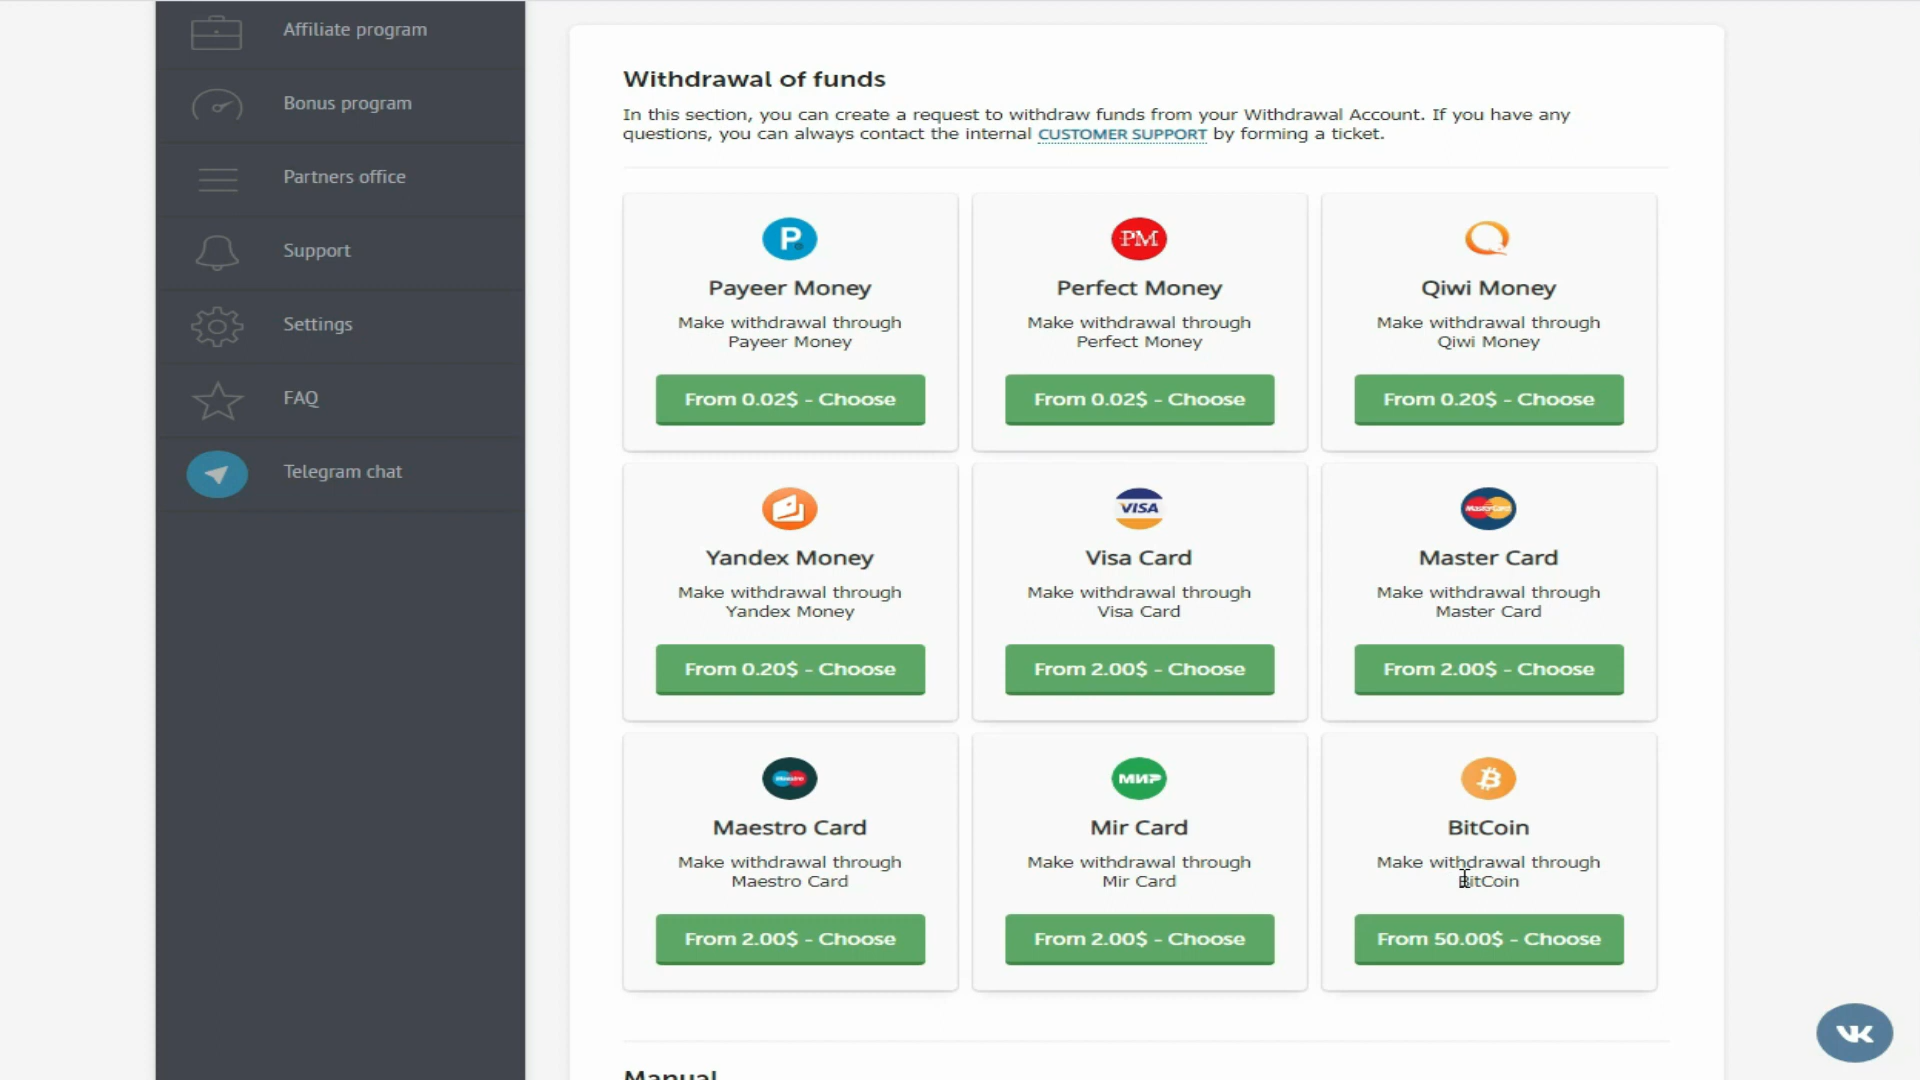 Affiliate program
Bonus program
Partners office
Support
Settings
FAQ
Telegram chat
Withdrawal of funds
In this section, you can create a request to withdraw funds from your Withdrawal Account. If you have any
questions, you can always contact the internal CUSTOMER SUPPORT by forming a ticket.
P
Payeer Money
Make withdrawal through
Payeer Money
From 0.02$ - Choose
PM
Perfect Money
Make withdrawal through
Perfect Money
From 0.02$ - Choose
Qiwi Money
Make withdrawal through
Qiwi Money
From 0.20$ - Choose
Yandex Money
Make withdrawal through
Yandex Money
From 0.20$ - Choose
VISA
Visa Card
Make withdrawal through
Visa Card
From 2.00$ - Choose
MasterCard
Master Card
Make withdrawal through
Master Card
From 2.00$ - Choose
Maestro
Maestro Card
Make withdrawal through
Maestro Card
From 2.00$ - Choose
МИР
Mir Card
Make withdrawal through
Mir Card
From 2.00$ - Choose
BitCoin
Make withdrawal through
BitCoin
From 50.00$ - Choose
Manual